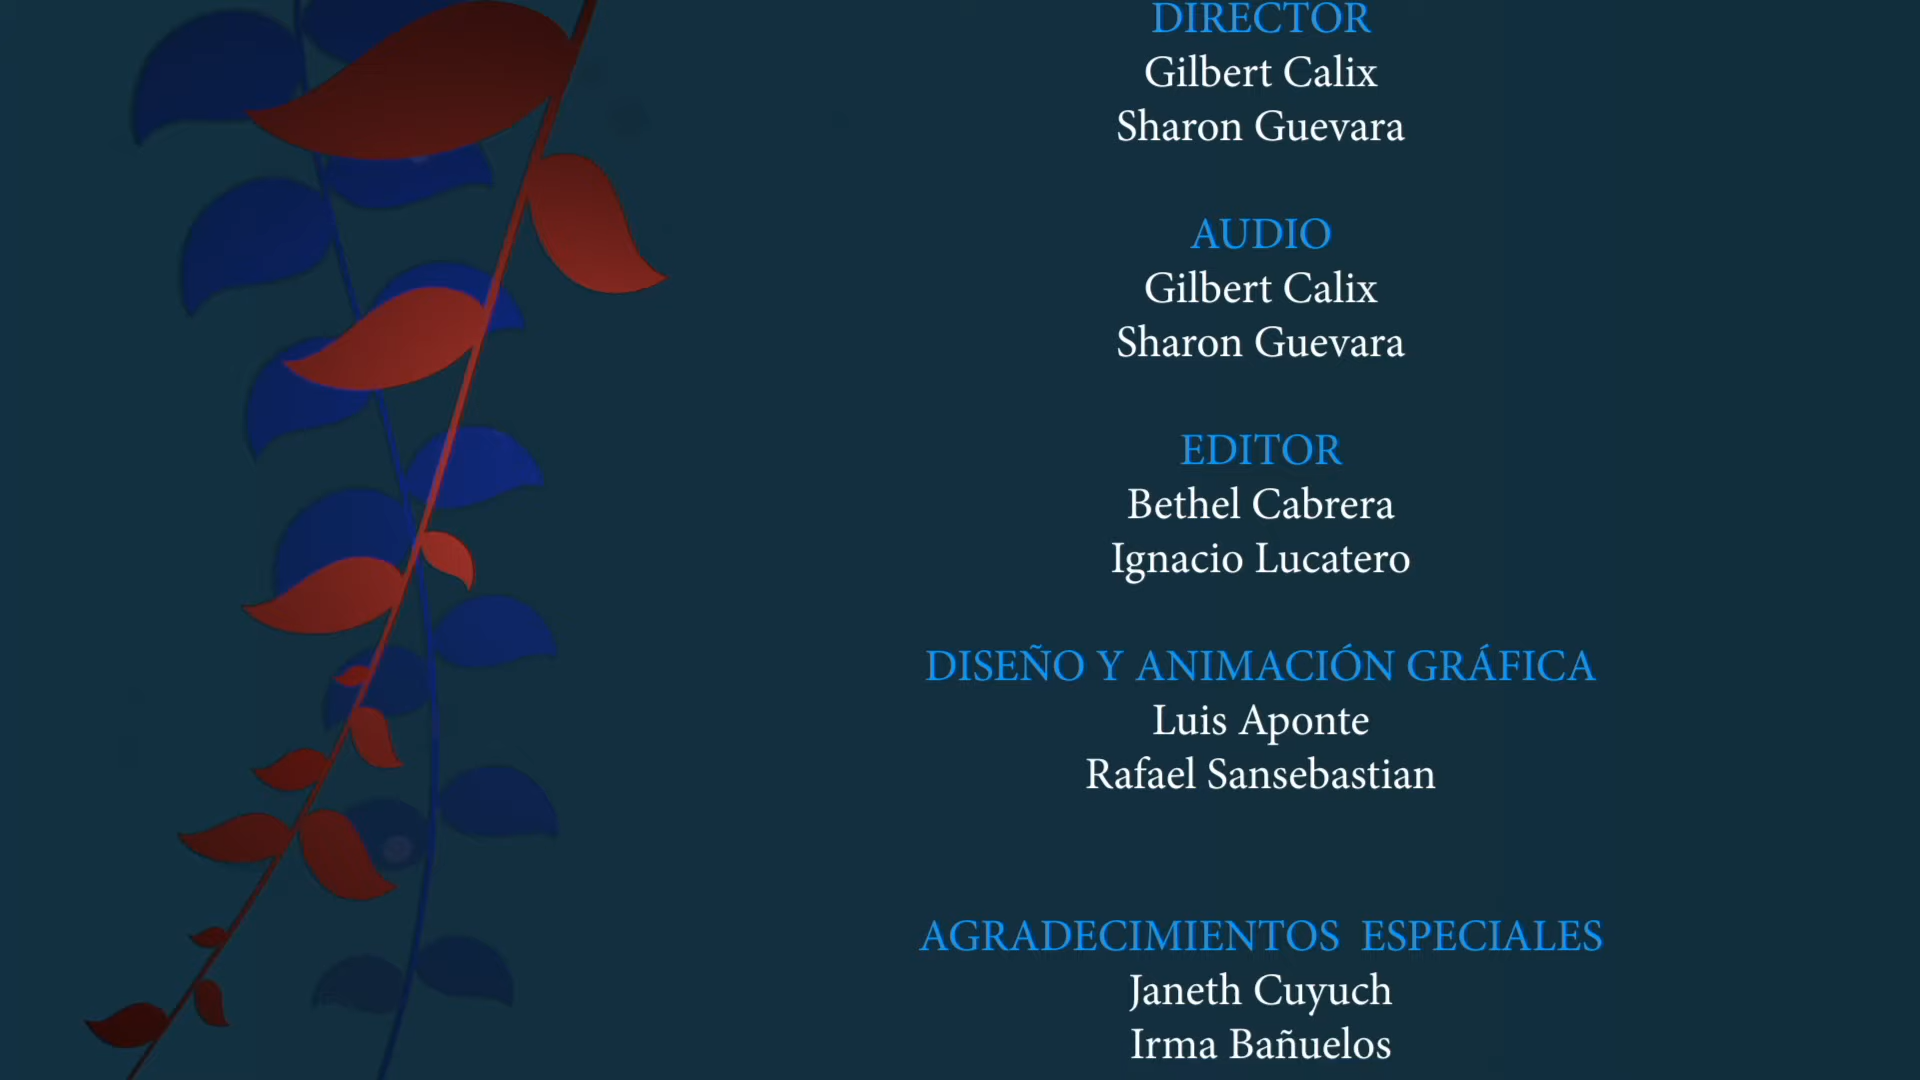 DIRECTOR
Gilbert Calix
Sharon Guevara
AUDIO
Gilbert Calix
Sharon Guevara
EDITOR
Bethel Cabrera
Ignacio Lucatero
DISEÑO Y ANIMACIÓN GRÁFICA
Luis Aponte
Rafael Sansebastian
AGRADECIMIENTOS ESPECIALES
Janeth Cuyuch
Irma Bañuelos